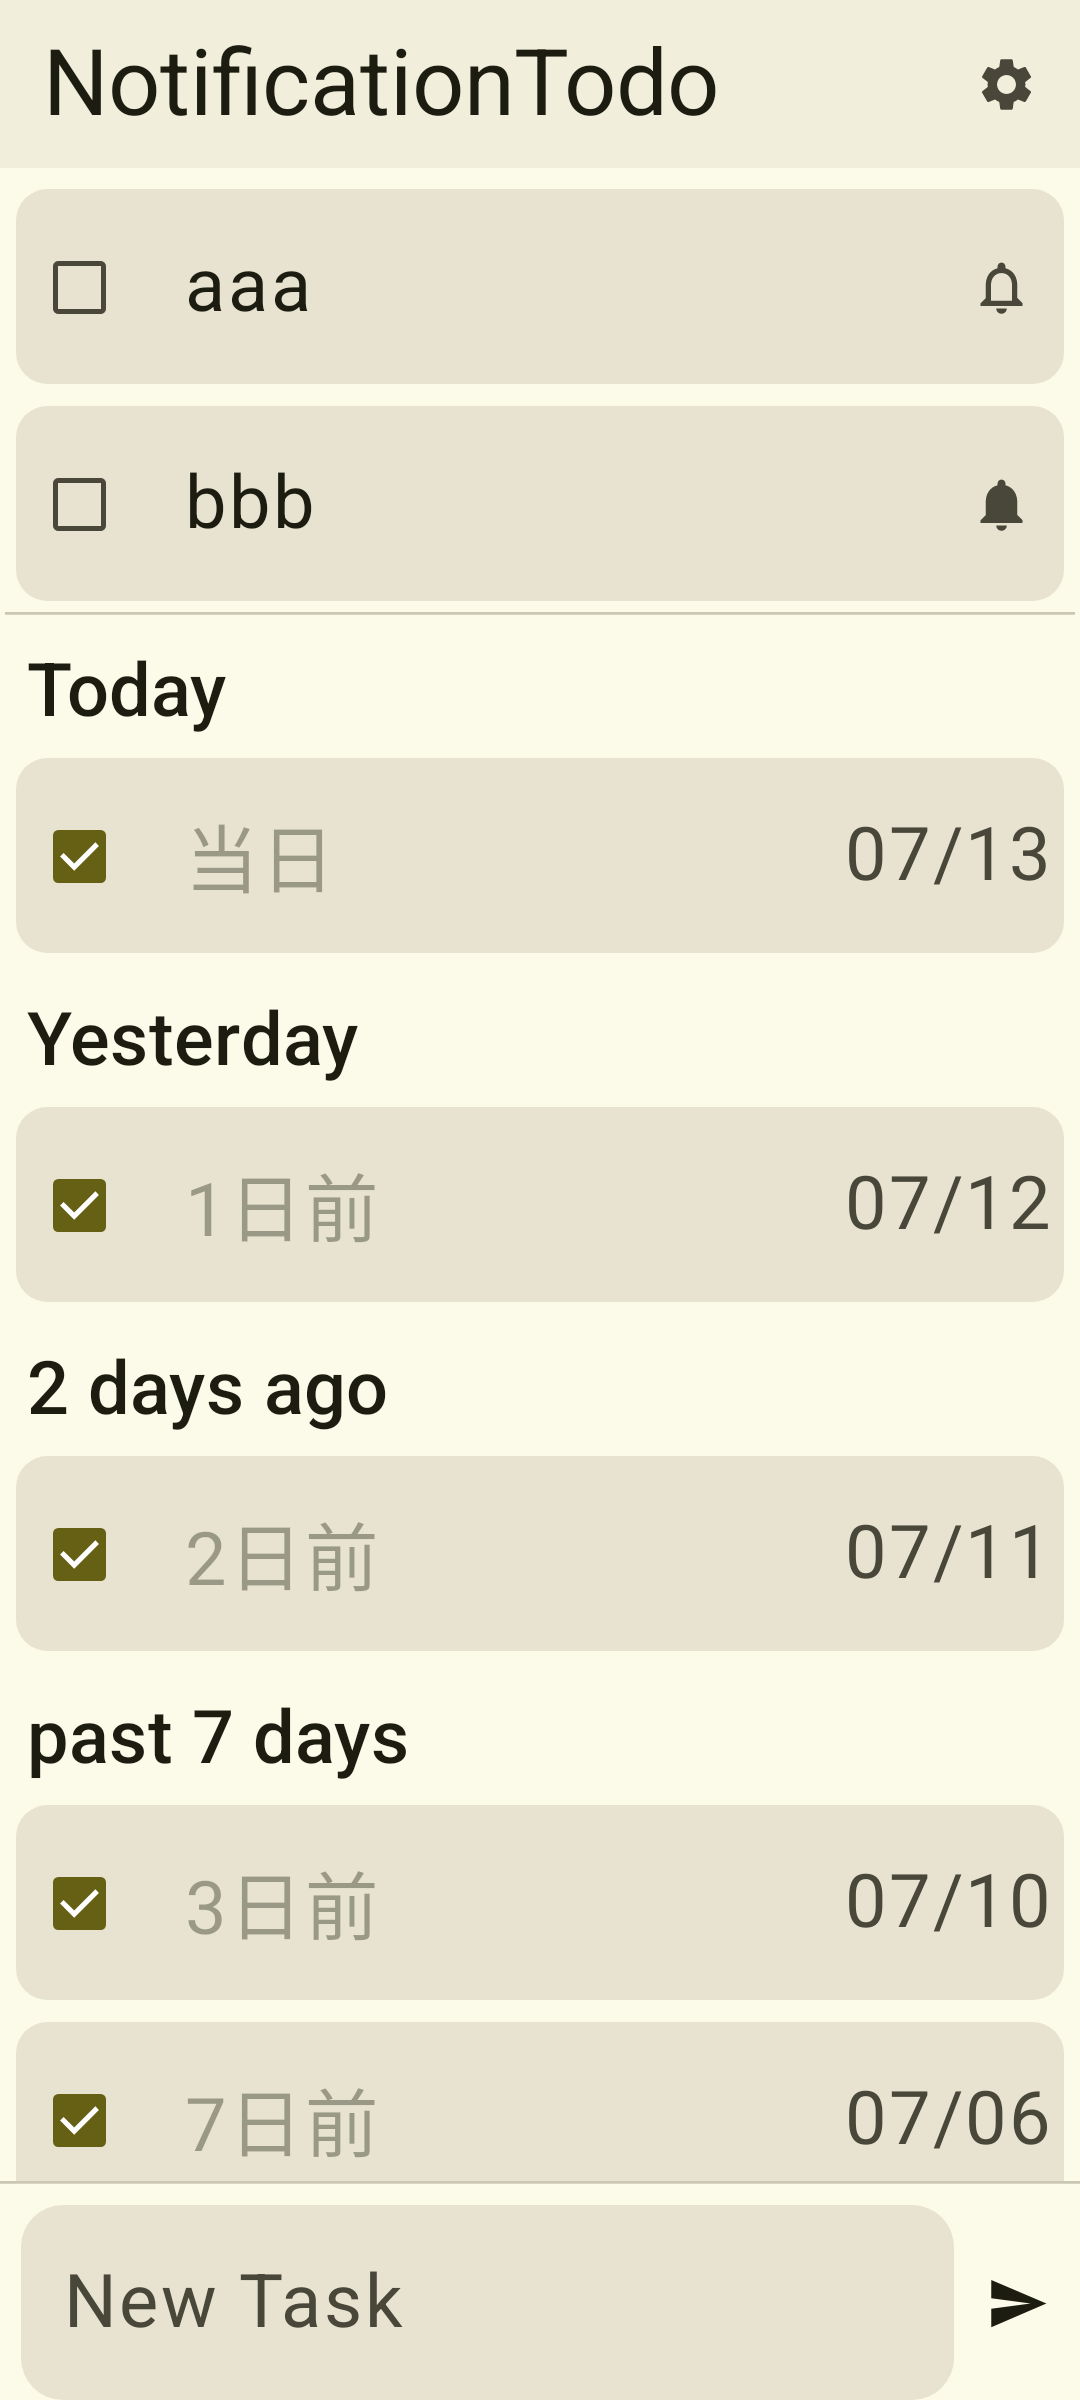 NotificationTodo
aaa
bbb
Today
当日 07/13
Yesterday
1日前 07/12
2 days ago
2日前 07/11
past 7 days
3日前 07/10
7日前 07/06
New Task